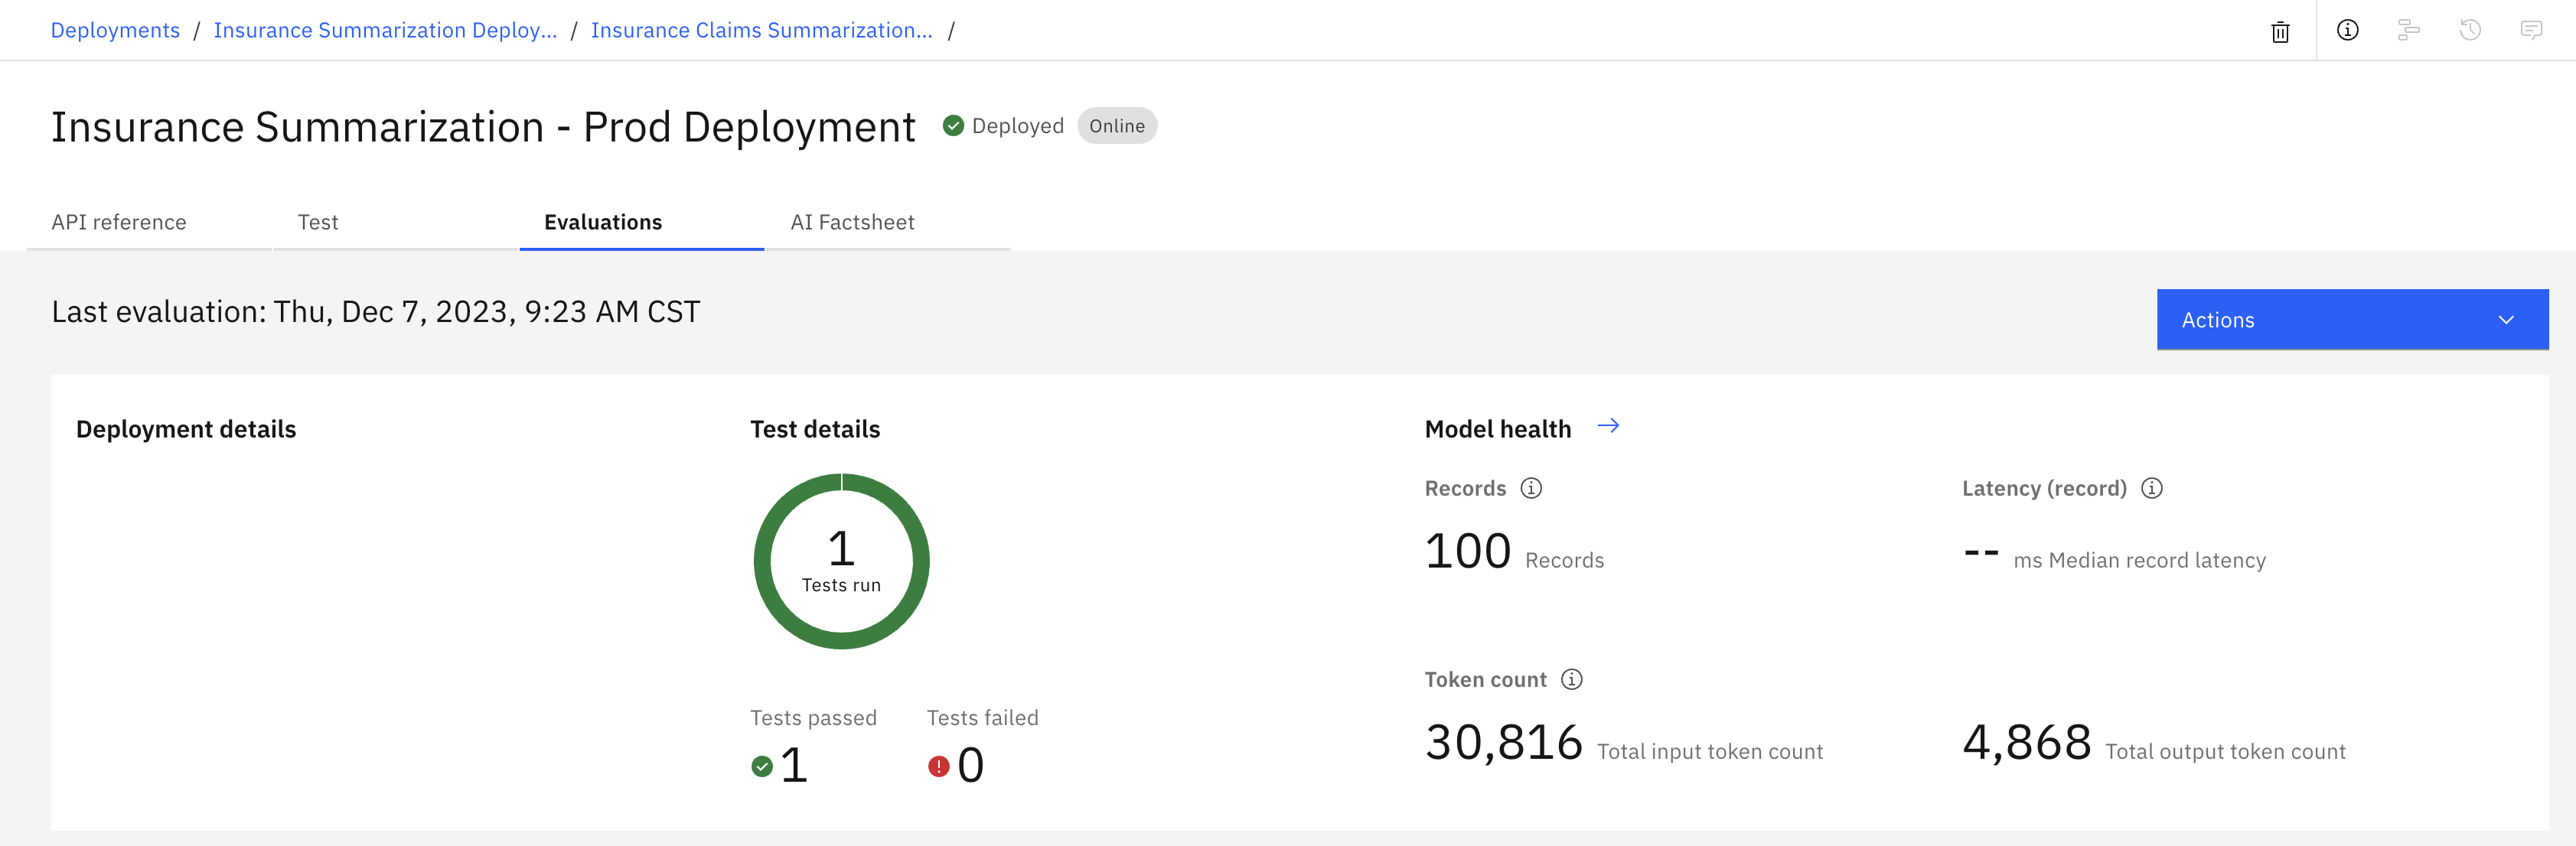 Deployments / Insurance Summarization Deploy... / Insurance Claims Summarization... /
Insurance Summarization - Prod Deployment Deployed Online
API reference Test Evaluations AI Factsheet
Last evaluation: Thu, Dec 7, 2023, 9:23 AM CST
Actions
Deployment details
Test details
1
Tests run
Tests passed Tests failed
1 0
Model health
Records Latency (record)
100 Records -- ms Median record latency
Token count
30,816 Total input token count 4,868 Total output token count